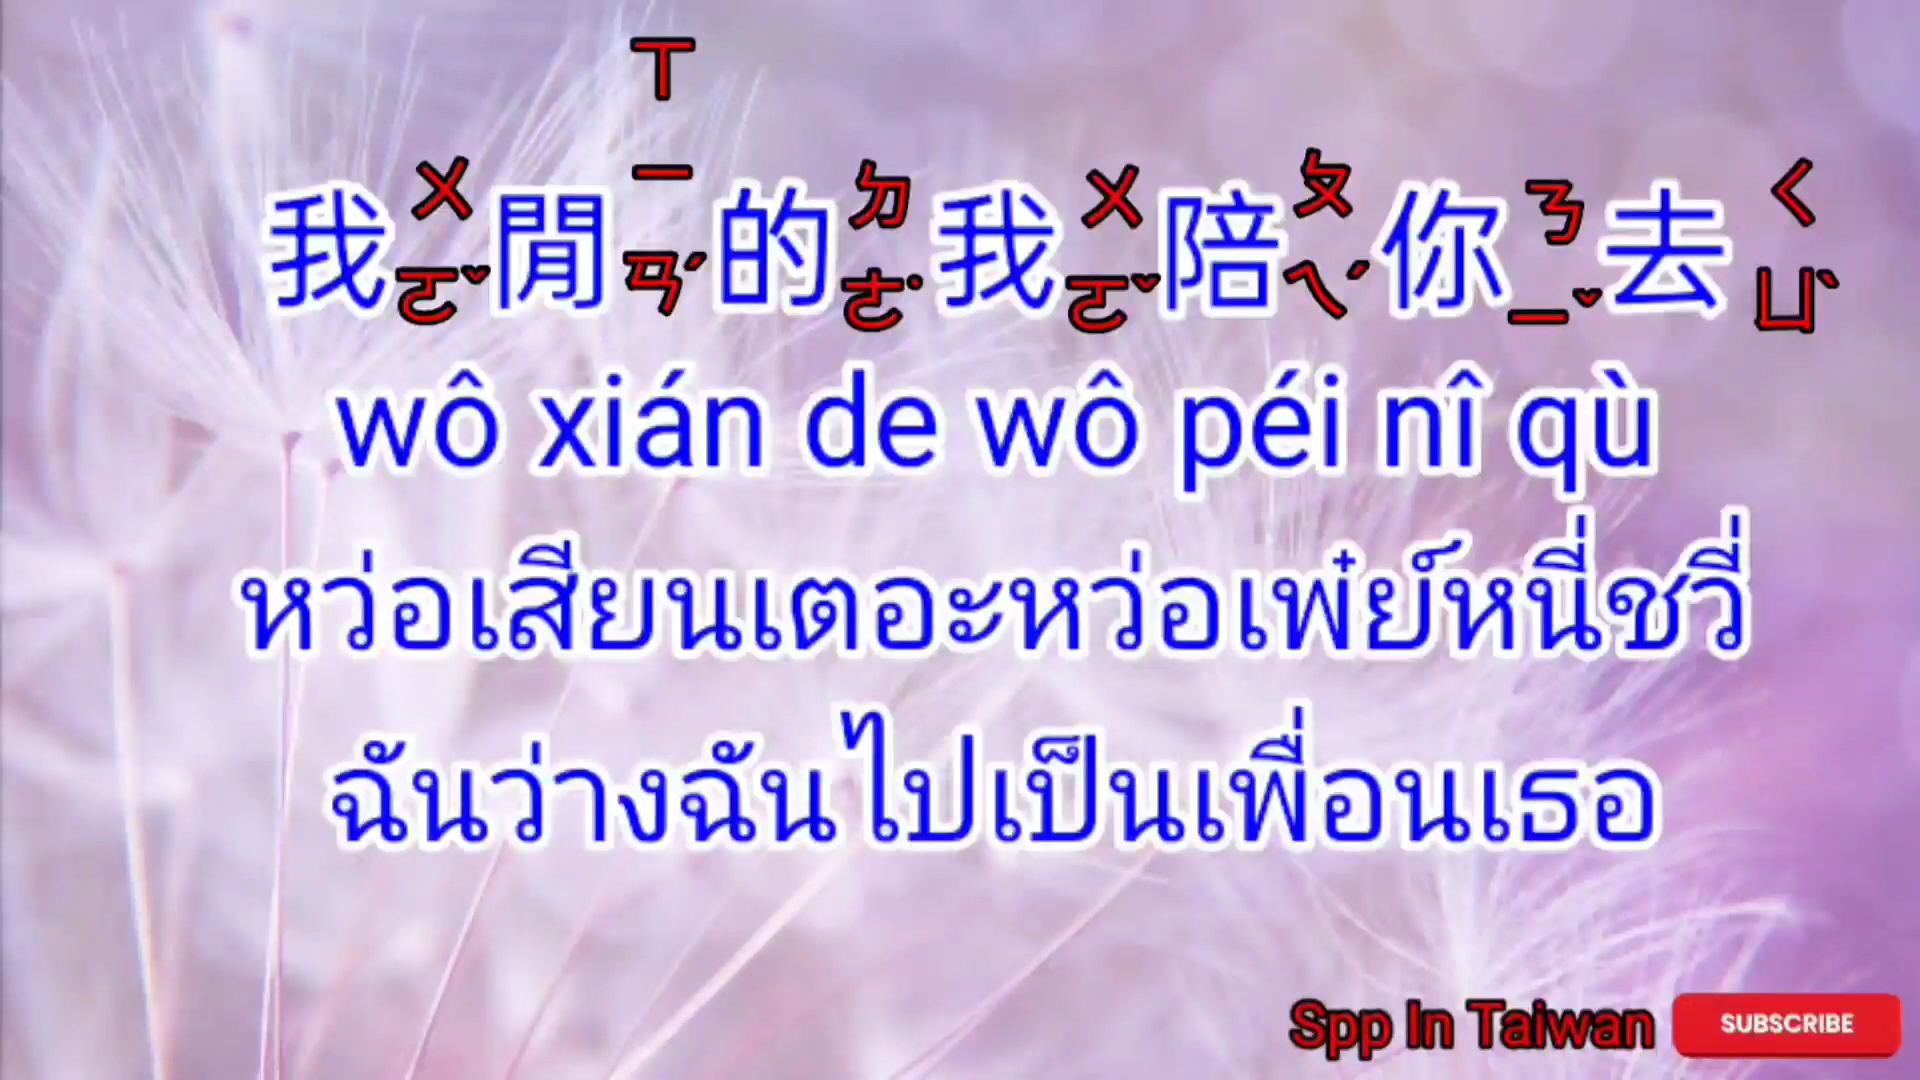 我ㄨㄛˇ閒ㄒㄧㄢˊ的ㄉㄜ˙我ㄨㄛˇ陪ㄆㄟˊ你ㄋㄧˇ去ㄑㄩˋ
wô xián de wô péi nî qù
หว่อเสียนเตอะหว่อเพ๋ย์หนี่ชวี่
ฉันว่างฉันไปเป็นเพื่อนเธอ
Spp In Taiwan
SUBSCRIBE